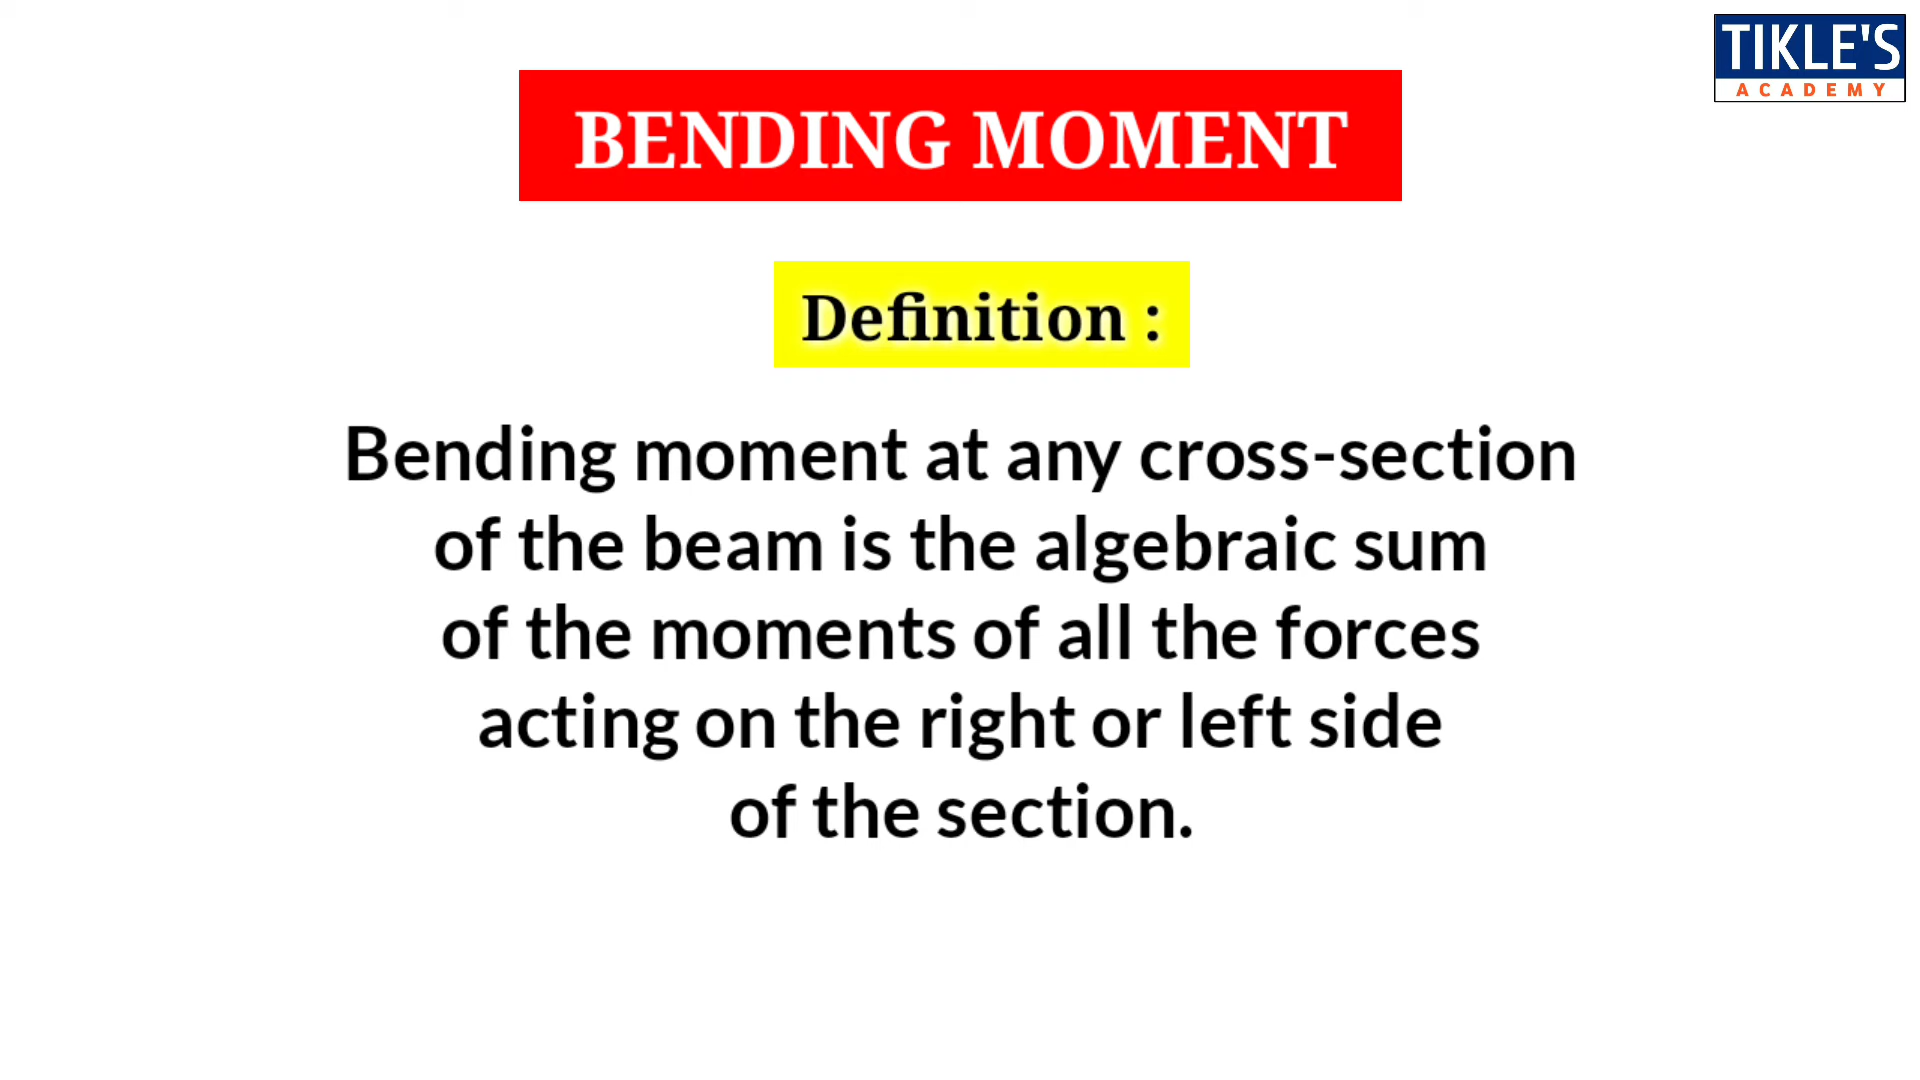 TIKLE'S
ACADEMY
BENDING MOMENT
Definition :
Bending moment at any cross-section
of the beam is the algebraic sum
of the moments of all the forces
acting on the right or left side
of the section.